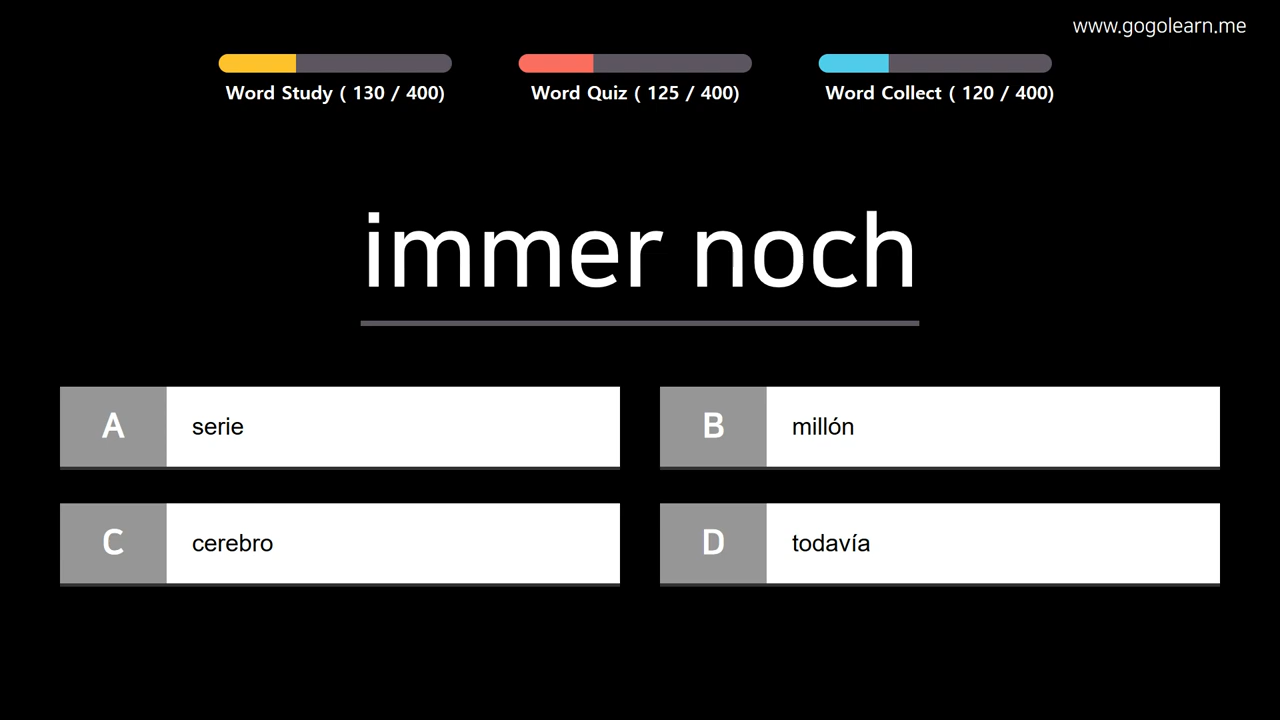 www.gogolearn.me
Word Study ( 130 / 400)
Word Quiz ( 125 / 400)
Word Collect ( 120 / 400)
immer noch
A serie
B millón
C cerebro
D todavía